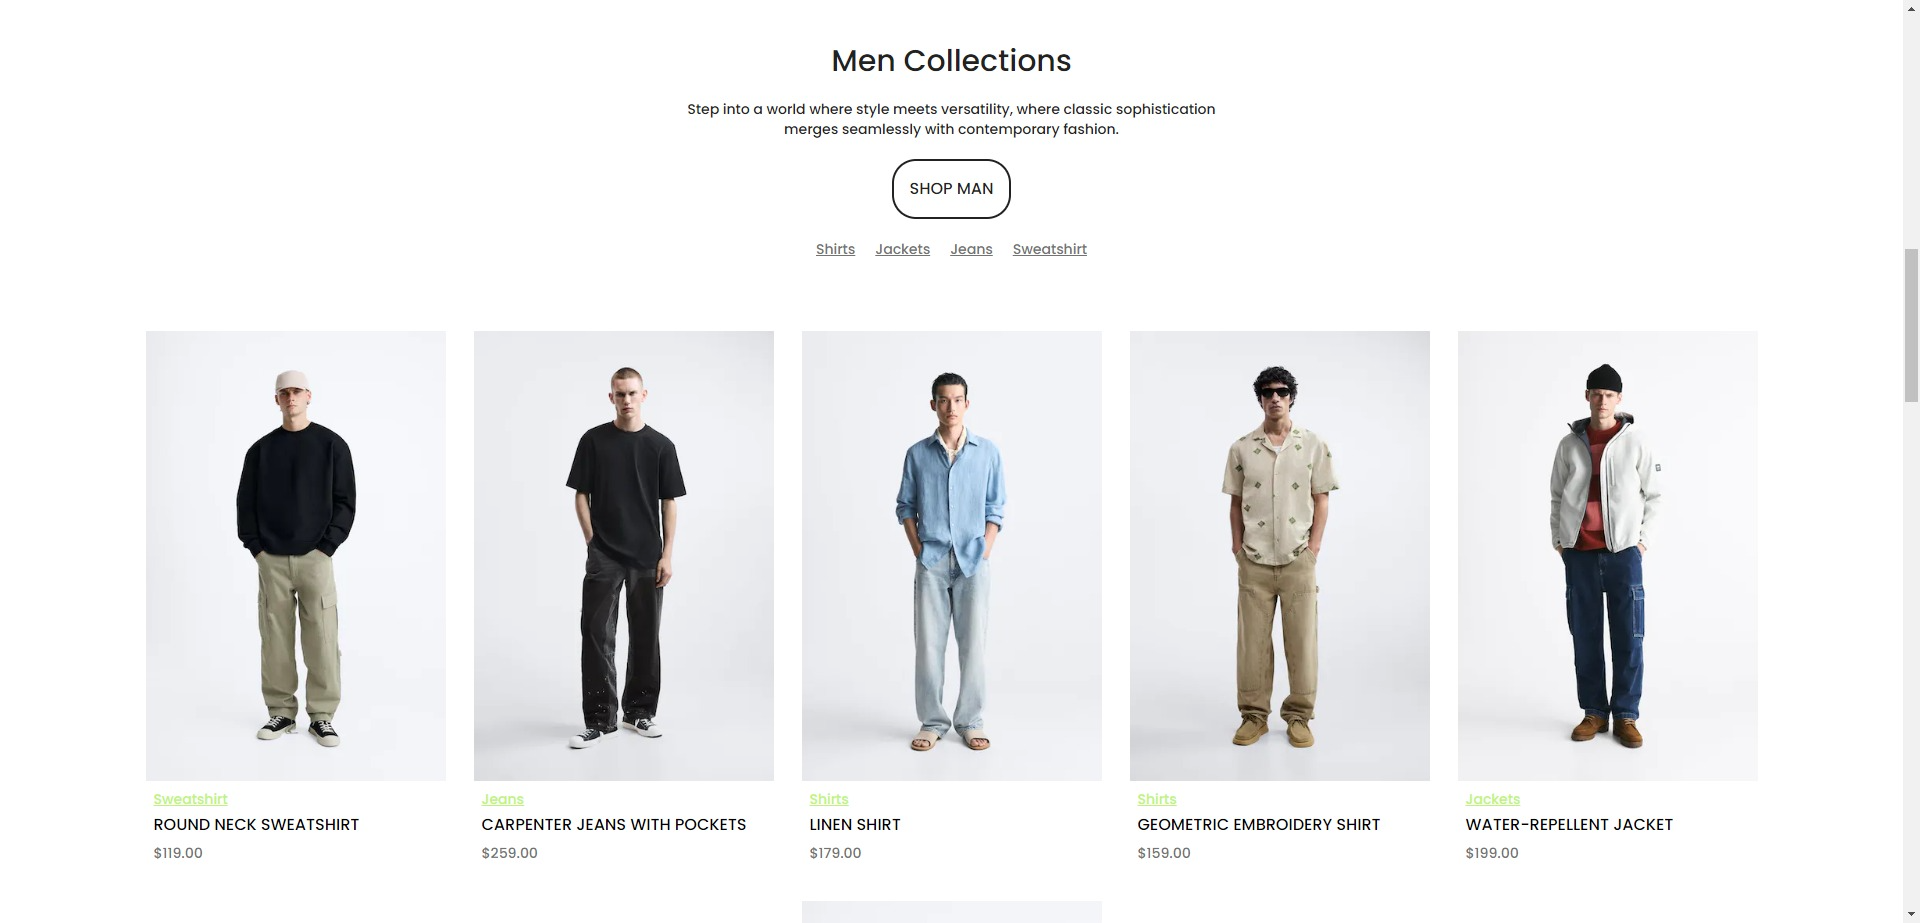 Men Collections
Step into a world where style meets versatility, where classic sophistication
merges seamlessly with contemporary fashion.
SHOP MAN
Shirts Jackets Jeans Sweatshirt
Sweatshirt
ROUND NECK SWEATSHIRT
$119.00
Jeans
CARPENTER JEANS WITH POCKETS
$259.00
Shirts
LINEN SHIRT
$179.00
Shirts
GEOMETRIC EMBROIDERY SHIRT
$159.00
Jackets
WATER-REPELLENT JACKET
$199.00